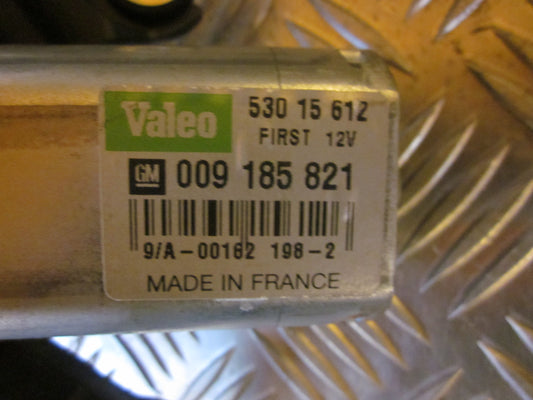 Valeo 530 15 612
FIRST 12V
GM 009 185 821
9/A-00162 198-2
MADE IN FRANCE